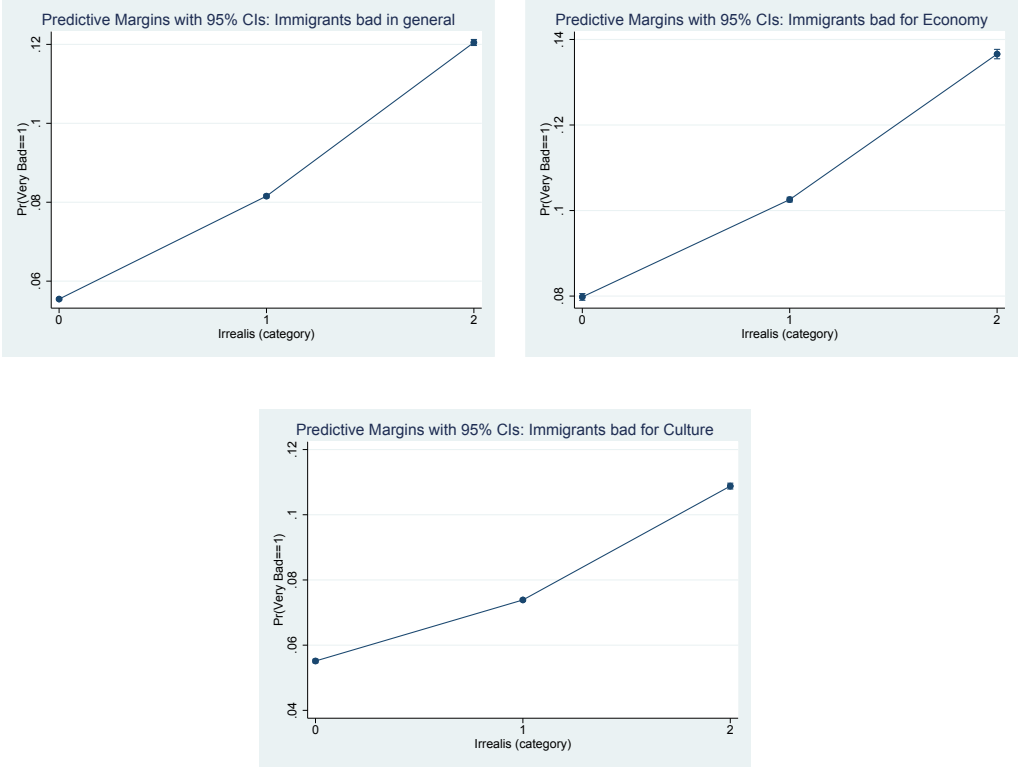 Predictive Margins with 95% CIs: Immigrants bad in general
Pr(Very Bad==1)
.12
.1
.08
.06
0 1 2
Irrealis (category)
Predictive Margins with 95% CIs: Immigrants bad for Economy
Pr(Very Bad==1)
.14
.12
.1
.08
0 1 2
Irrealis (category)
Predictive Margins with 95% CIs: Immigrants bad for Culture
Pr(Very Bad==1)
.12
.1
.08
.06
.04
0 1 2
Irrealis (category)